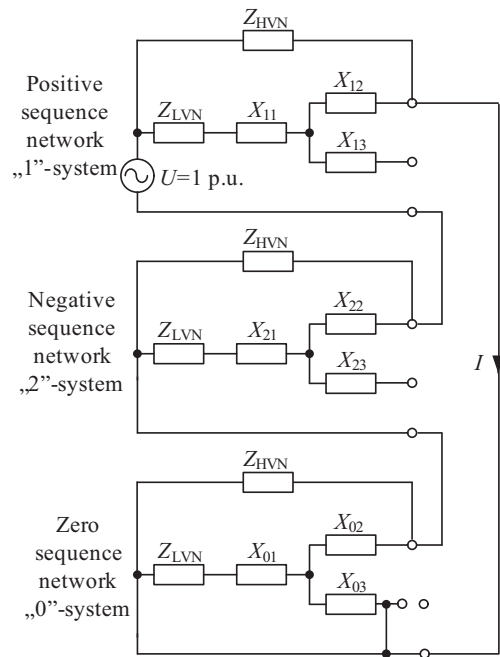 Z_HVN
Positive
sequence
network
„1”-system
Z_LVN
X_11
X_12
X_13
U=1 p.u.
Z_HVN
Negative
sequence
network
„2”-system
Z_LVN
X_21
X_22
X_23
I
Z_HVN
Zero
sequence
network
„0”-system
Z_LVN
X_01
X_02
X_03